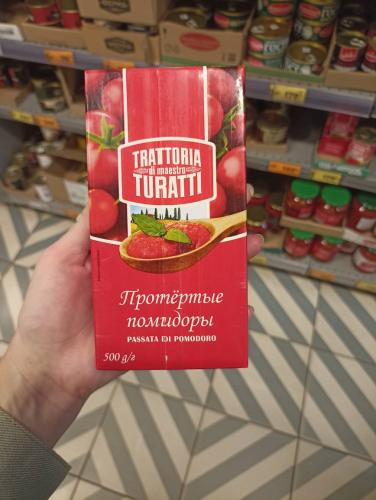 TRATTORIA
di maestro
TURATTI
Протёртые
помидоры
PASSATA DI POMODORO
500 g/г